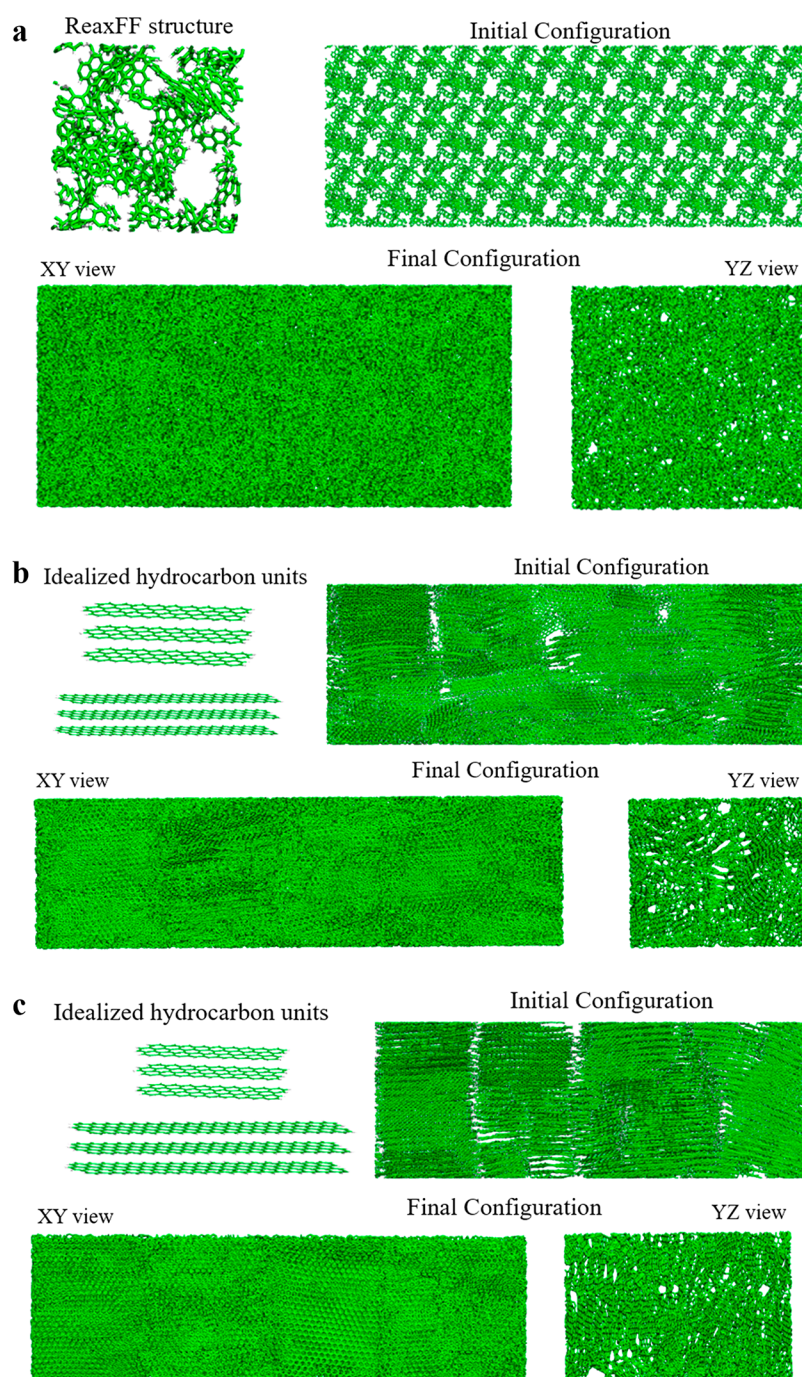 a
ReaxFF structure
Initial Configuration
XY view
Final Configuration
YZ view
b
Idealized hydrocarbon units
Initial Configuration
XY view
Final Configuration
YZ view
c
Idealized hydrocarbon units
Initial Configuration
XY view
Final Configuration
YZ view